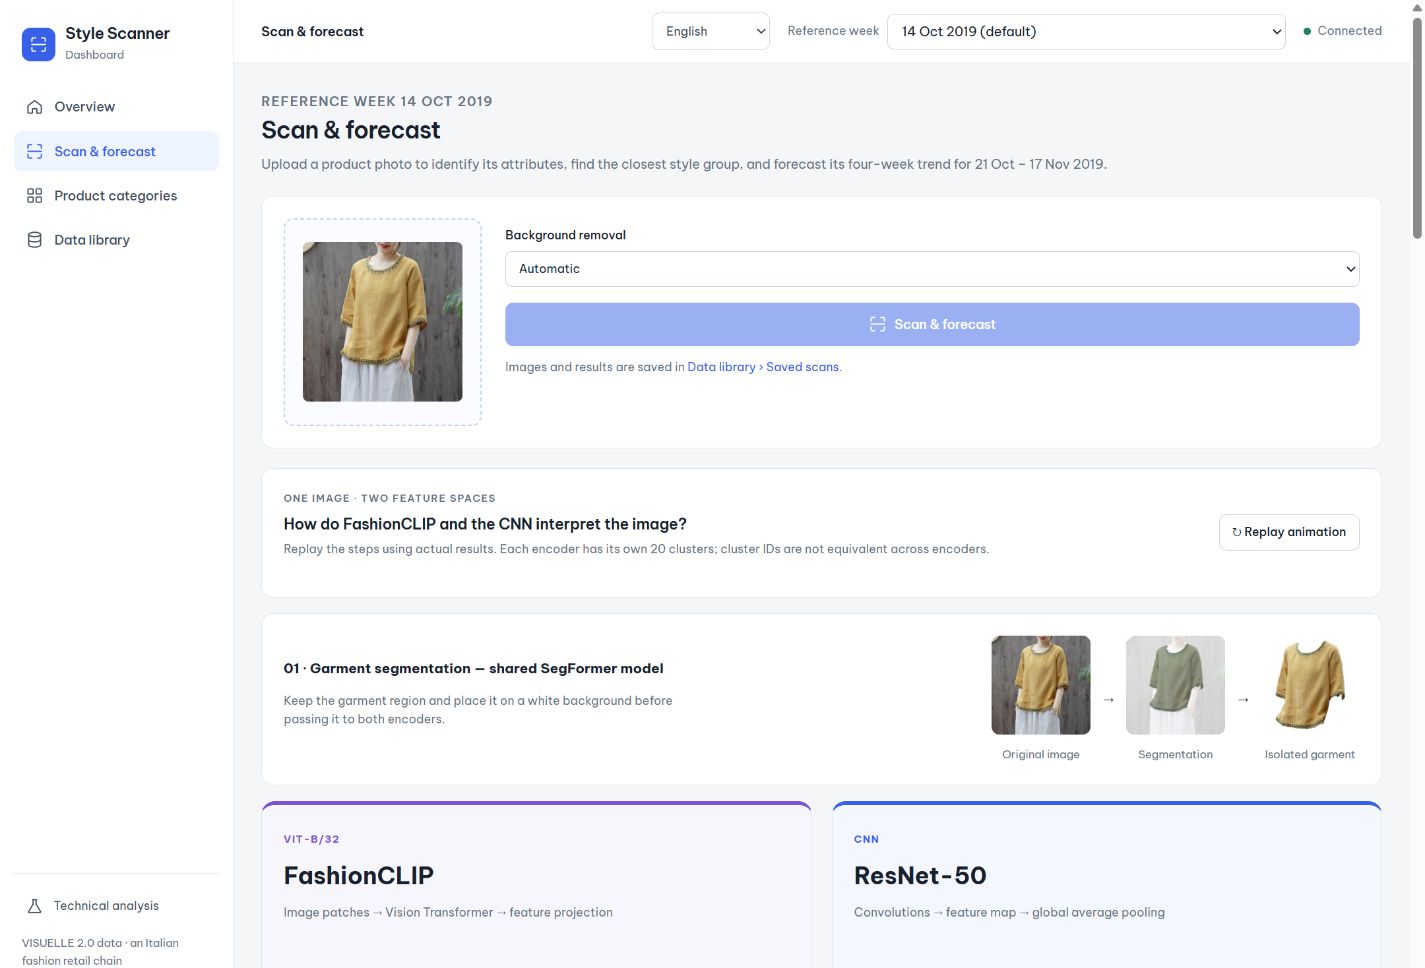 Style Scanner
Dashboard
Overview
Scan & forecast
Product categories
Data library
Technical analysis
VISUELLE 2.0 data · an Italian
fashion retail chain
Scan & forecast
English
Reference week
14 Oct 2019 (default)
Connected
REFERENCE WEEK 14 OCT 2019
Scan & forecast
Upload a product photo to identify its attributes, find the closest style group, and forecast its four-week trend for 21 Oct – 17 Nov 2019.
Background removal
Automatic
Scan & forecast
Images and results are saved in Data library › Saved scans.
ONE IMAGE · TWO FEATURE SPACES
How do FashionCLIP and the CNN interpret the image?
Replay the steps using actual results. Each encoder has its own 20 clusters; cluster IDs are not equivalent across encoders.
↻ Replay animation
01 · Garment segmentation — shared SegFormer model
Keep the garment region and place it on a white background before
passing it to both encoders.
→
→
Original image
Segmentation
Isolated garment
VIT-B/32
FashionCLIP
Image patches → Vision Transformer → feature projection
CNN
ResNet-50
Convolutions → feature map → global average pooling